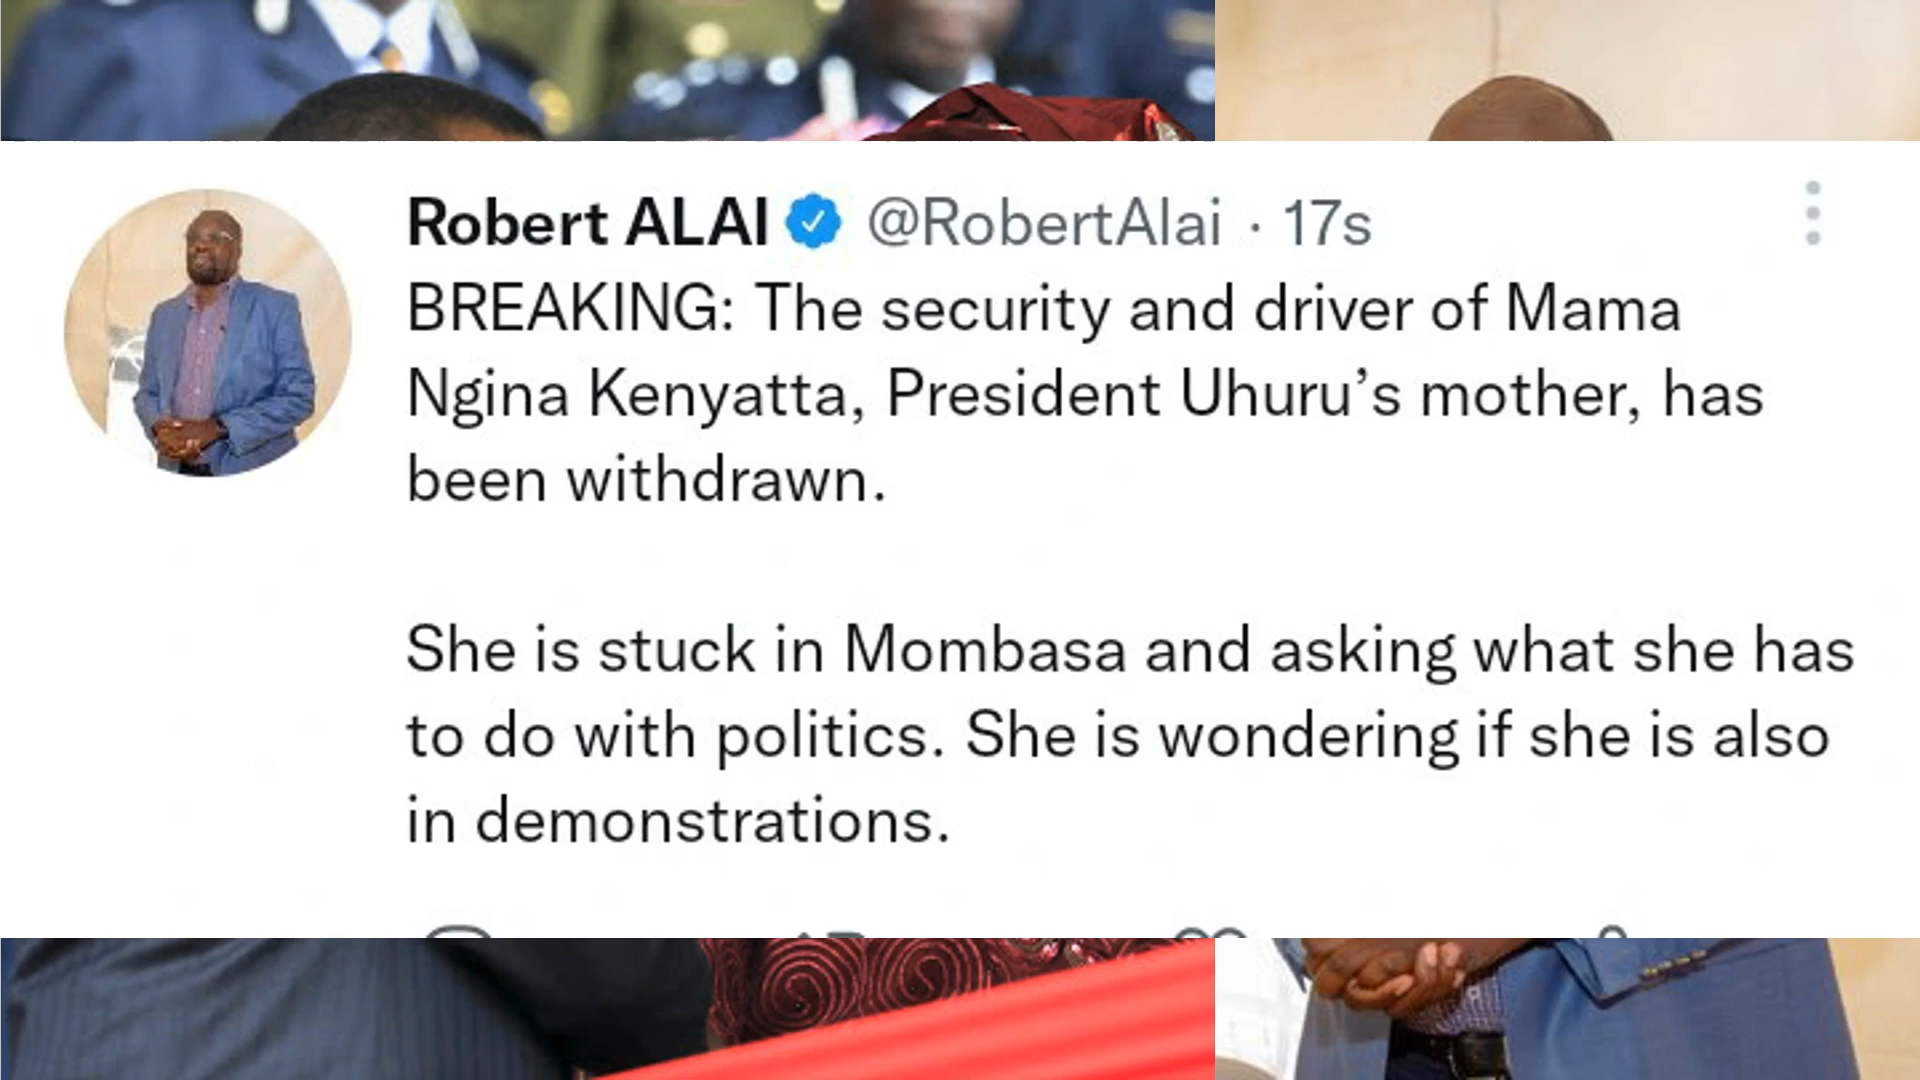 Robert ALAI @RobertAlai · 17s
BREAKING: The security and driver of Mama
Ngina Kenyatta, President Uhuru’s mother, has
been withdrawn.
She is stuck in Mombasa and asking what she has
to do with politics. She is wondering if she is also
in demonstrations.